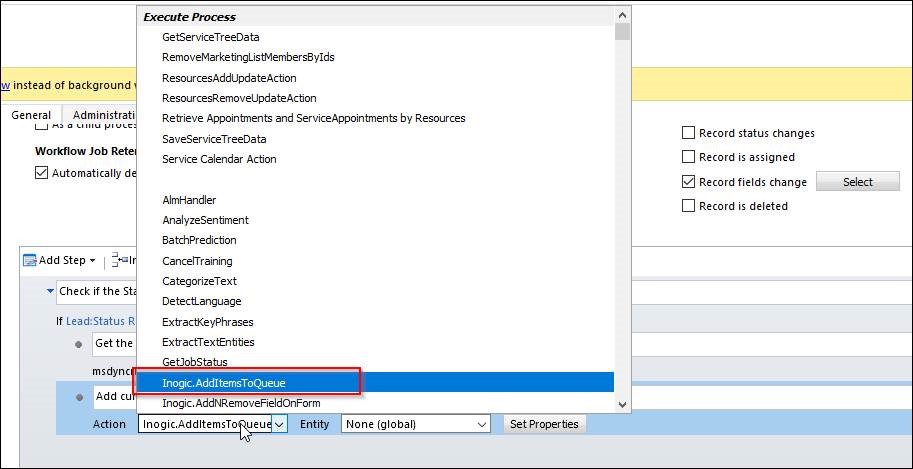 Execute Process
GetServiceTreeData
RemoveMarketingListMembersByIds
ResourcesAddUpdateAction
ResourcesRemoveUpdateAction
Retrieve Appointments and ServiceAppointments by Resources
SaveServiceTreeData
Service Calendar Action
AlmHandler
AnalyzeSentiment
BatchPrediction
CancelTraining
CategorizeText
DetectLanguage
ExtractKeyPhrases
ExtractTextEntities
GetJobStatus
Inogic.AddItemsToQueue
Inogic.AddNRemoveFieldOnForm
w instead of background
General Administrati
As a child proce
Workflow Job Reten
Automatically de
Record status changes
Record is assigned
Record fields change Select
Record is deleted
Add Step In
Check if the Sta
If Lead:Status R
Get the
msdyncr
Add cu
Action Inogic.AddItemsToQueue Entity None (global) Set Properties